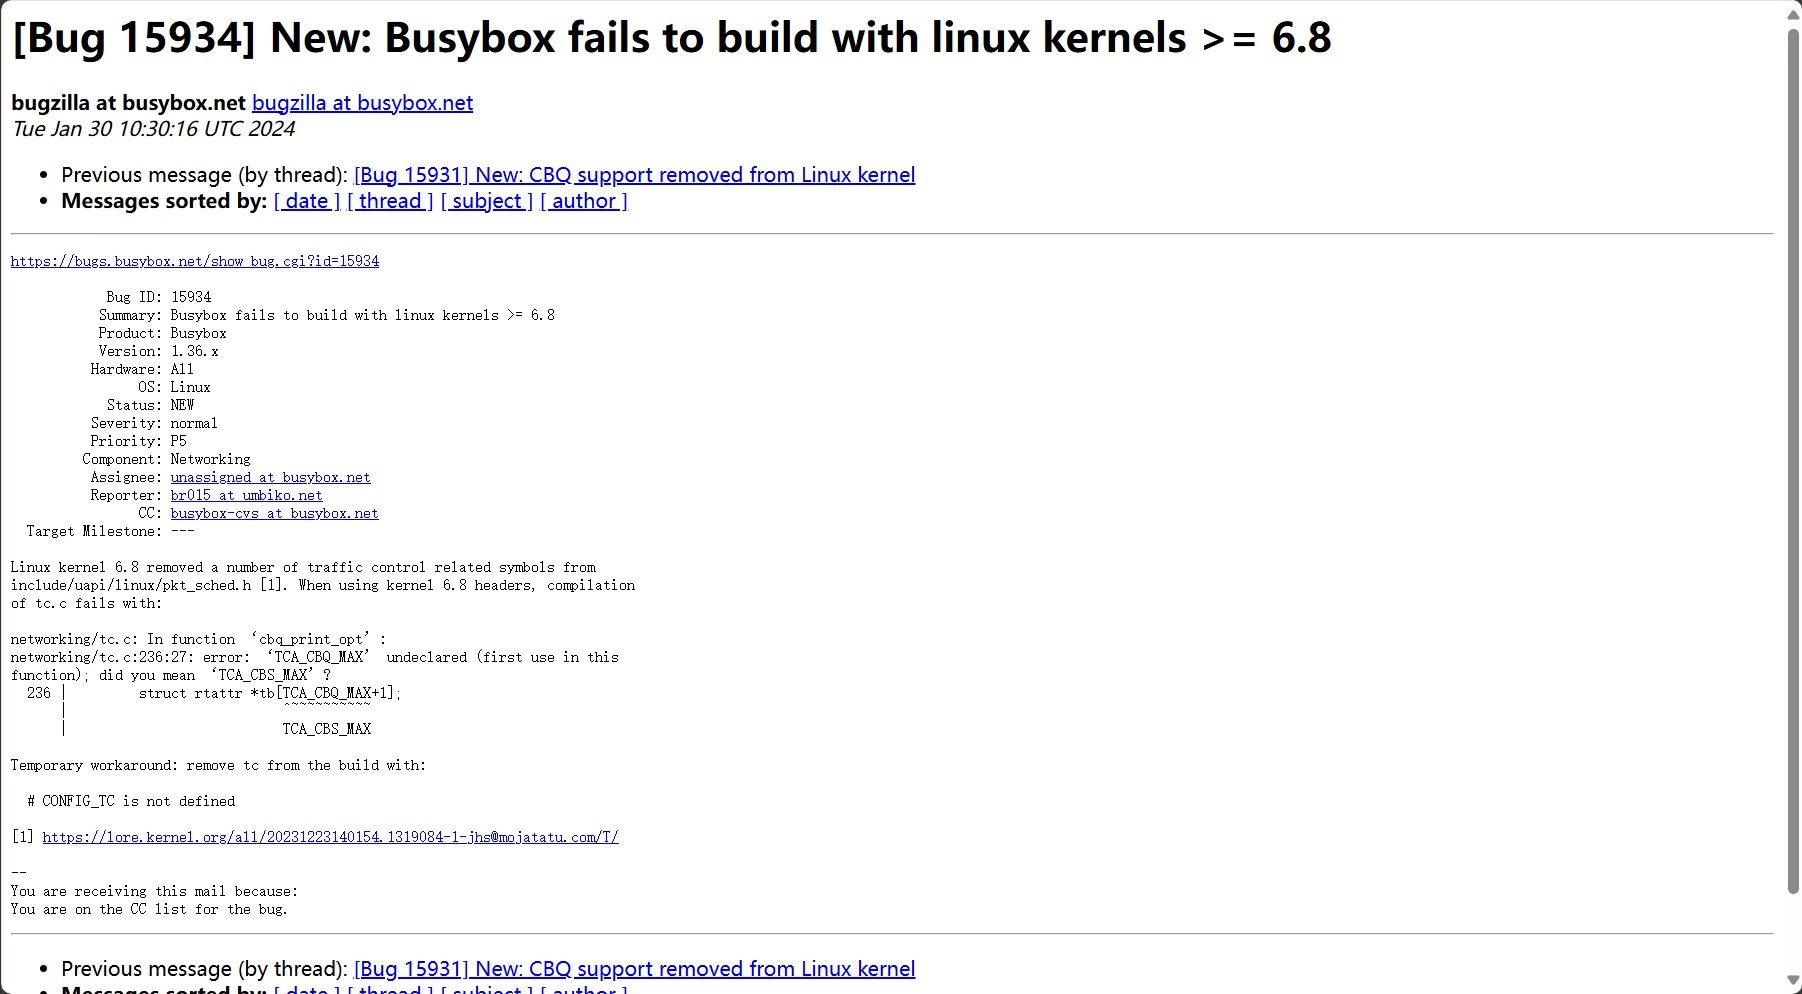 [Bug 15934] New: Busybox fails to build with linux kernels >= 6.8
bugzilla at busybox.net bugzilla at busybox.net
Tue Jan 30 10:30:16 UTC 2024
• Previous message (by thread): [Bug 15931] New: CBQ support removed from Linux kernel
• Messages sorted by: [ date ] [ thread ] [ subject ] [ author ]
https://bugs.busybox.net/show_bug.cgi?id=15934
Bug ID: 15934
Summary: Busybox fails to build with linux kernels >= 6.8
Product: Busybox
Version: 1.36.x
Hardware: All
OS: Linux
Status: NEW
Severity: normal
Priority: P5
Component: Networking
Assignee: unassigned at busybox.net
Reporter: br015 at umbiko.net
CC: busybox-cvs at busybox.net
Target Milestone: ---
Linux kernel 6.8 removed a number of traffic control related symbols from
include/uapi/linux/pkt_sched.h [1]. When using kernel 6.8 headers, compilation
of tc.c fails with:
networking/tc.c: In function ‘cbq_print_opt’:
networking/tc.c:236:27: error: ‘TCA_CBQ_MAX’ undeclared (first use in this
function); did you mean ‘TCA_CBS_MAX’?
236 |         struct rtattr *tb[TCA_CBQ_MAX+1];
|                           ^~~~~~~~~~~
|                           TCA_CBS_MAX
Temporary workaround: remove tc from the build with:
# CONFIG_TC is not defined
[1] https://lore.kernel.org/all/20231223140154.1319084-1-jhs@mojatatu.com/T/
--
You are receiving this mail because:
You are on the CC list for the bug.
• Previous message (by thread): [Bug 15931] New: CBQ support removed from Linux kernel
• Messages sorted by: [ date ] [ thread ] [ subject ] [ author ]